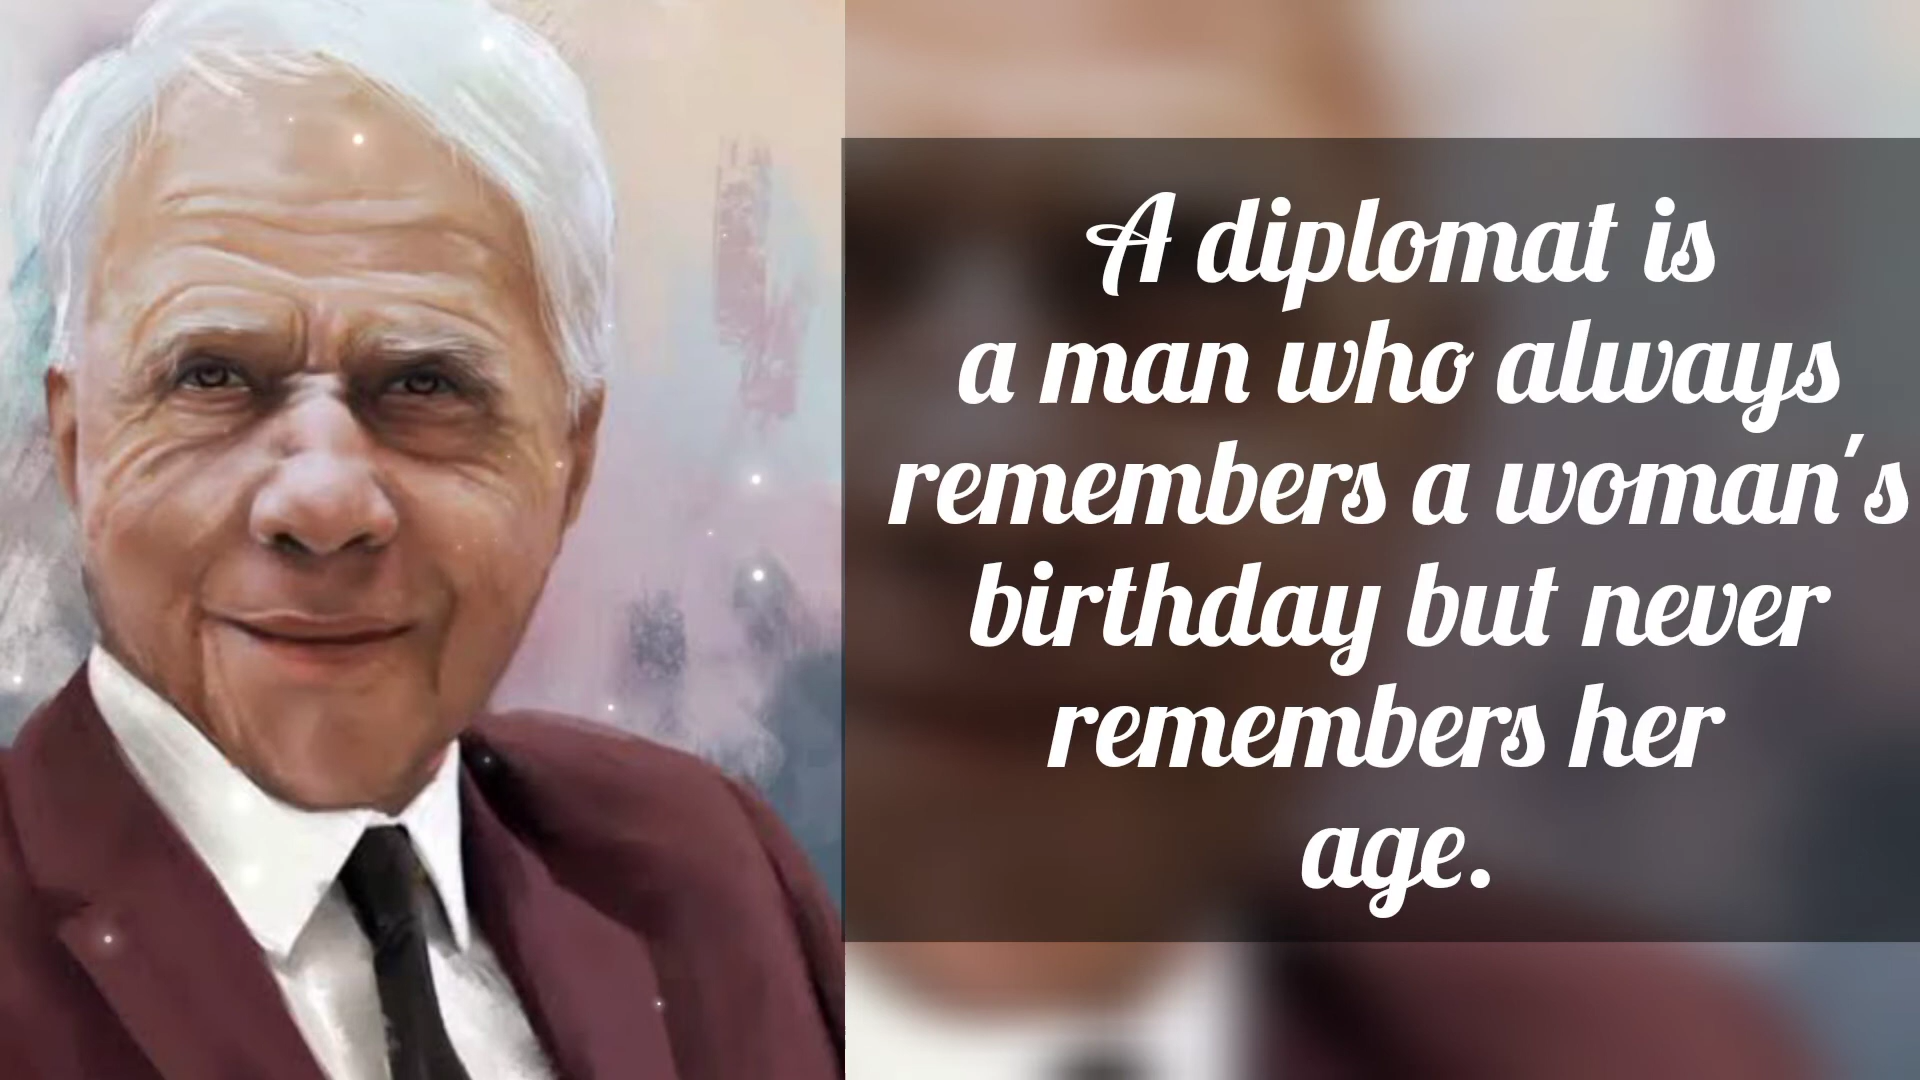 A diplomat is
a man who always
remembers a woman's
birthday but never
remembers her
age.